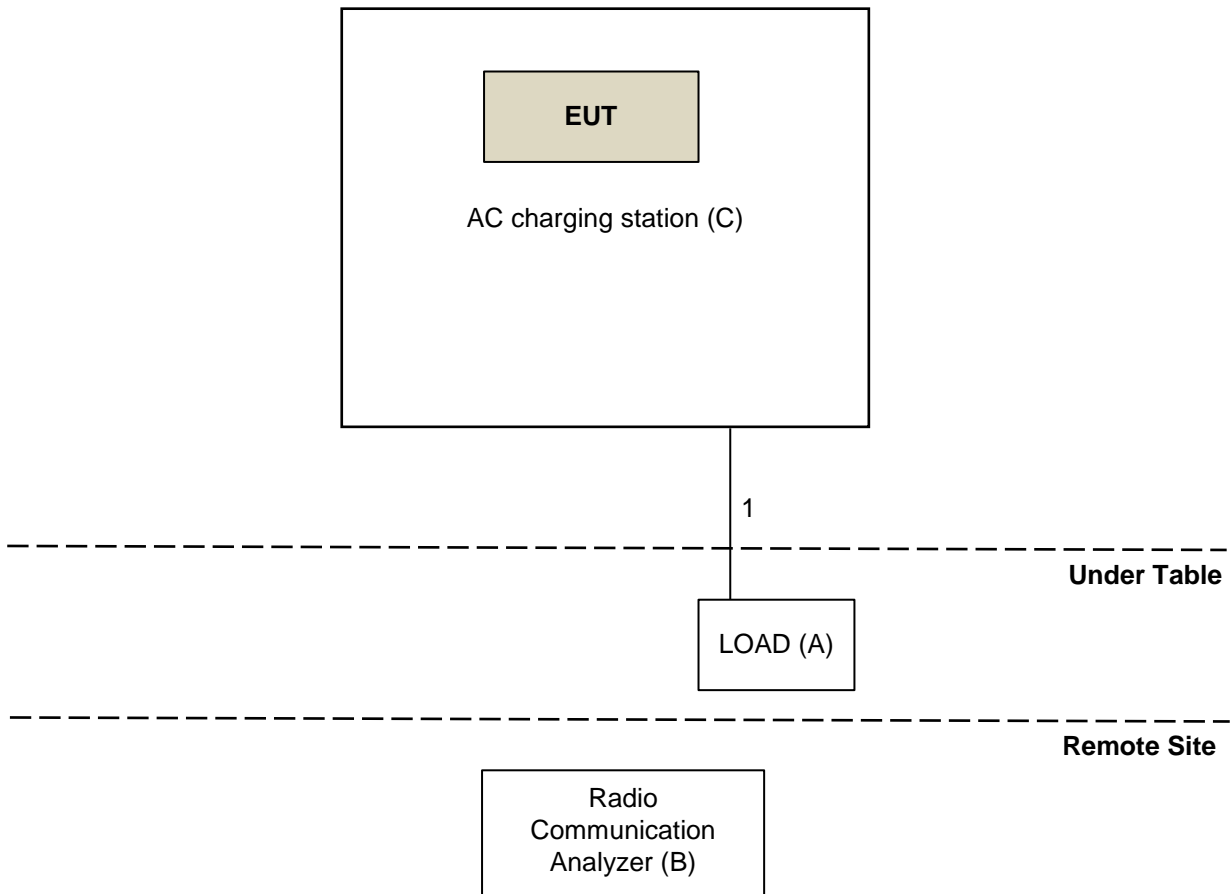 EUT
AC charging station (C)
1
Under Table
LOAD (A)
Remote Site
Radio
Communication
Analyzer (B)